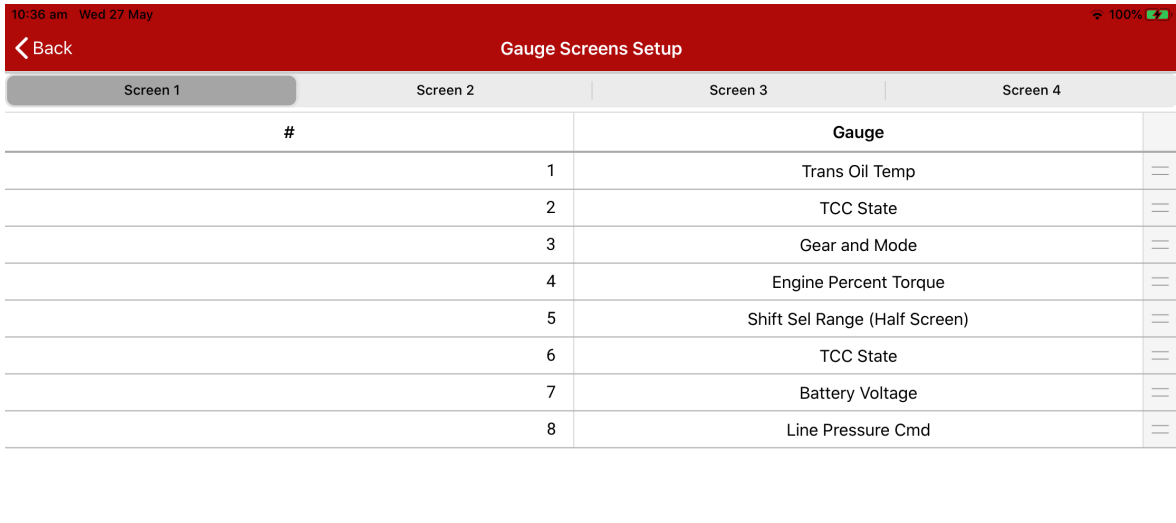 10:36 am Wed 27 May 100%
Back Gauge Screens Setup
Screen 1 Screen 2 Screen 3 Screen 4
# Gauge
1 Trans Oil Temp
2 TCC State
3 Gear and Mode
4 Engine Percent Torque
5 Shift Sel Range (Half Screen)
6 TCC State
7 Battery Voltage
8 Line Pressure Cmd